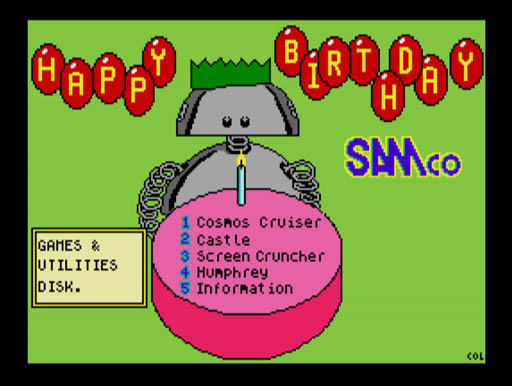 HAPPY BIRTHDAY
SAMCO
1 Cosmos Cruiser
2 Castle
3 Screen Cruncher
4 Humphrey
5 Information
GAMES &
UTILITIES
DISK.
COL